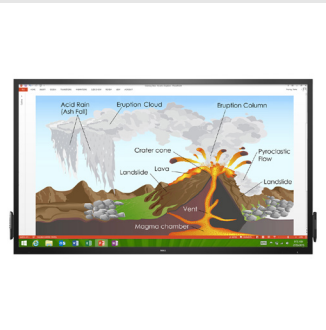 Acid Rain
(Ash Fall)
Eruption Cloud
Eruption Column
Crater cone
Lava
Landslide
Pyroclastic
Flow
Landslide
Vent
Magma chamber